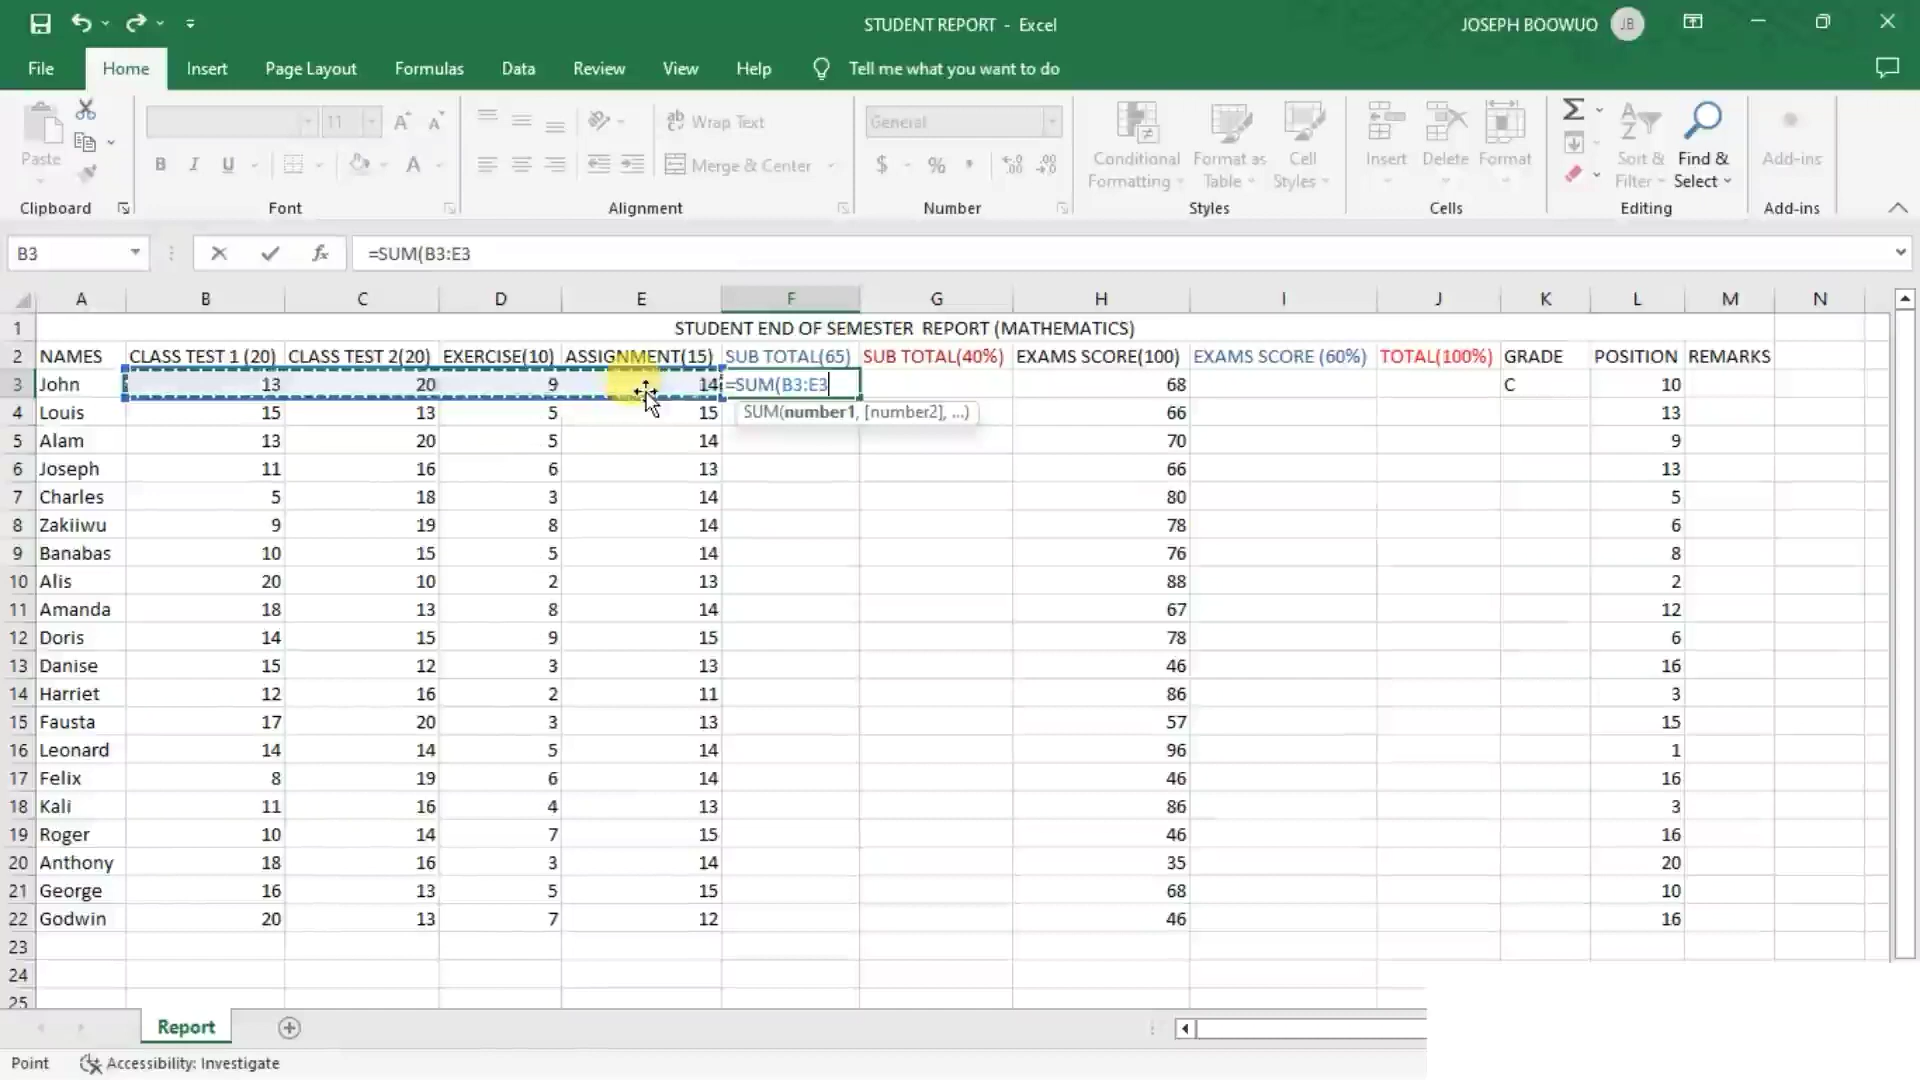 STUDENT REPORT - Excel
JOSEPH BOOWUO JB
File Home Insert Page Layout Formulas Data Review View Help Tell me what you want to do
Paste
11
ab Wrap Text
Merge & Center
General
$ %
Conditional Formatting
Format as Table
Cell Styles
Insert Delete Format
Sort & Filter
Find & Select
Add-ins
Clipboard Font Alignment Number Styles Cells Editing Add-ins
B3 fx =SUM(B3:E3
A B C D E F G H I J K L M N
1 STUDENT END OF SEMESTER REPORT (MATHEMATICS)
2 NAMES CLASS TEST 1 (20) CLASS TEST 2(20) EXERCISE(10) ASSIGNMENT(15) SUB TOTAL(65) SUB TOTAL(40%) EXAMS SCORE(100) EXAMS SCORE (60%) TOTAL(100%) GRADE POSITION REMARKS
3 John 13 20 9 14 =SUM(B3:E3 68 C 10
SUM(number1, [number2], ...)
4 Louis 15 13 5 15 66 13
5 Alam 13 20 5 14 70 9
6 Joseph 11 16 6 13 66 13
7 Charles 5 18 3 14 80 5
8 Zakiiwu 9 19 8 14 78 6
9 Banabas 10 15 5 14 76 8
10 Alis 20 10 2 13 88 2
11 Amanda 18 13 8 14 67 12
12 Doris 14 15 9 15 78 6
13 Danise 15 12 3 13 46 16
14 Harriet 12 16 2 11 86 3
15 Fausta 17 20 3 13 57 15
16 Leonard 14 14 5 14 96 1
17 Felix 8 19 6 14 46 16
18 Kali 11 16 4 13 86 3
19 Roger 10 14 7 15 46 16
20 Anthony 18 16 3 14 35 20
21 George 16 13 5 15 68 10
22 Godwin 20 13 7 12 46 16
23
24
25
Report
Point Accessibility: Investigate